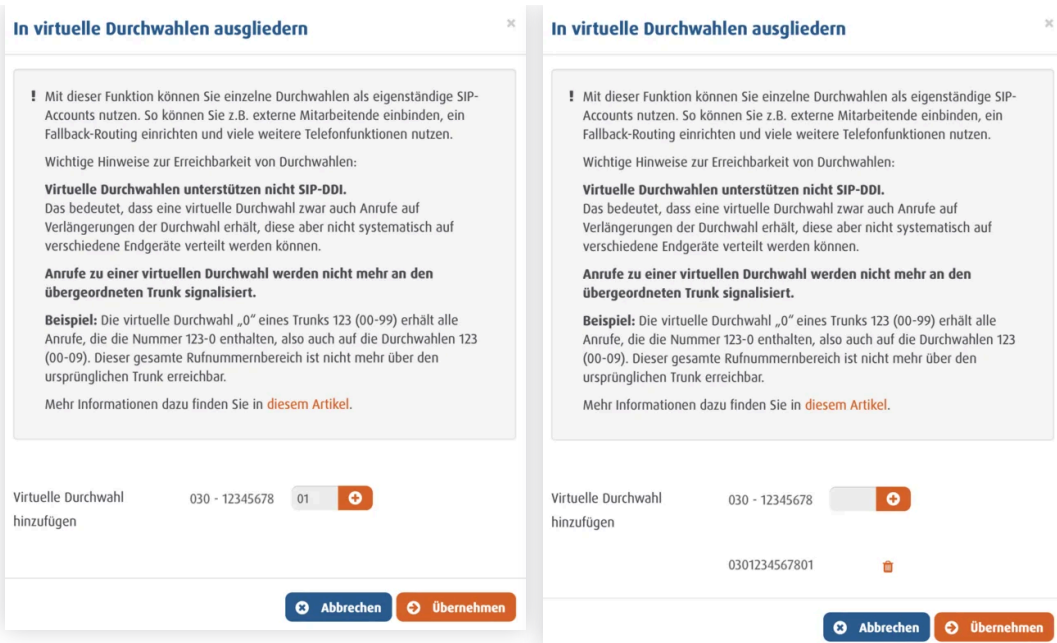 In virtuelle Durchwahlen ausgliedern
! Mit dieser Funktion können Sie einzelne Durchwahlen als eigenständige SIP-
Accounts nutzen. So können Sie z.B. externe Mitarbeitende einbinden, ein
Fallback-Routing einrichten und viele weitere Telefonfunktionen nutzen.
Wichtige Hinweise zur Erreichbarkeit von Durchwahlen:
Virtuelle Durchwahlen unterstützen nicht SIP-DDI.
Das bedeutet, dass eine virtuelle Durchwahl zwar auch Anrufe auf
Verlängerungen der Durchwahl erhält, diese aber nicht systematisch auf
verschiedene Endgeräte verteilt werden können.
Anrufe zu einer virtuellen Durchwahl werden nicht mehr an den
übergeordneten Trunk signalisiert.
Beispiel: Die virtuelle Durchwahl „0“ eines Trunks 123 (00-99) erhält alle
Anrufe, die die Nummer 123-0 enthalten, also auch auf die Durchwahlen 123
(00-09). Dieser gesamte Rufnummernbereich ist nicht mehr über den
ursprünglichen Trunk erreichbar.
Mehr Informationen dazu finden Sie in diesem Artikel.
Virtuelle Durchwahl
hinzufügen
030 - 12345678 01
Abbrechen Übernehmen
In virtuelle Durchwahlen ausgliedern
! Mit dieser Funktion können Sie einzelne Durchwahlen als eigenständige SIP-
Accounts nutzen. So können Sie z.B. externe Mitarbeitende einbinden, ein
Fallback-Routing einrichten und viele weitere Telefonfunktionen nutzen.
Wichtige Hinweise zur Erreichbarkeit von Durchwahlen:
Virtuelle Durchwahlen unterstützen nicht SIP-DDI.
Das bedeutet, dass eine virtuelle Durchwahl zwar auch Anrufe auf
Verlängerungen der Durchwahl erhält, diese aber nicht systematisch auf
verschiedene Endgeräte verteilt werden können.
Anrufe zu einer virtuellen Durchwahl werden nicht mehr an den
übergeordneten Trunk signalisiert.
Beispiel: Die virtuelle Durchwahl „0“ eines Trunks 123 (00-99) erhält alle
Anrufe, die die Nummer 123-0 enthalten, also auch auf die Durchwahlen 123
(00-09). Dieser gesamte Rufnummernbereich ist nicht mehr über den
ursprünglichen Trunk erreichbar.
Mehr Informationen dazu finden Sie in diesem Artikel.
Virtuelle Durchwahl
hinzufügen
030 - 12345678
0301234567801
Abbrechen Übernehmen